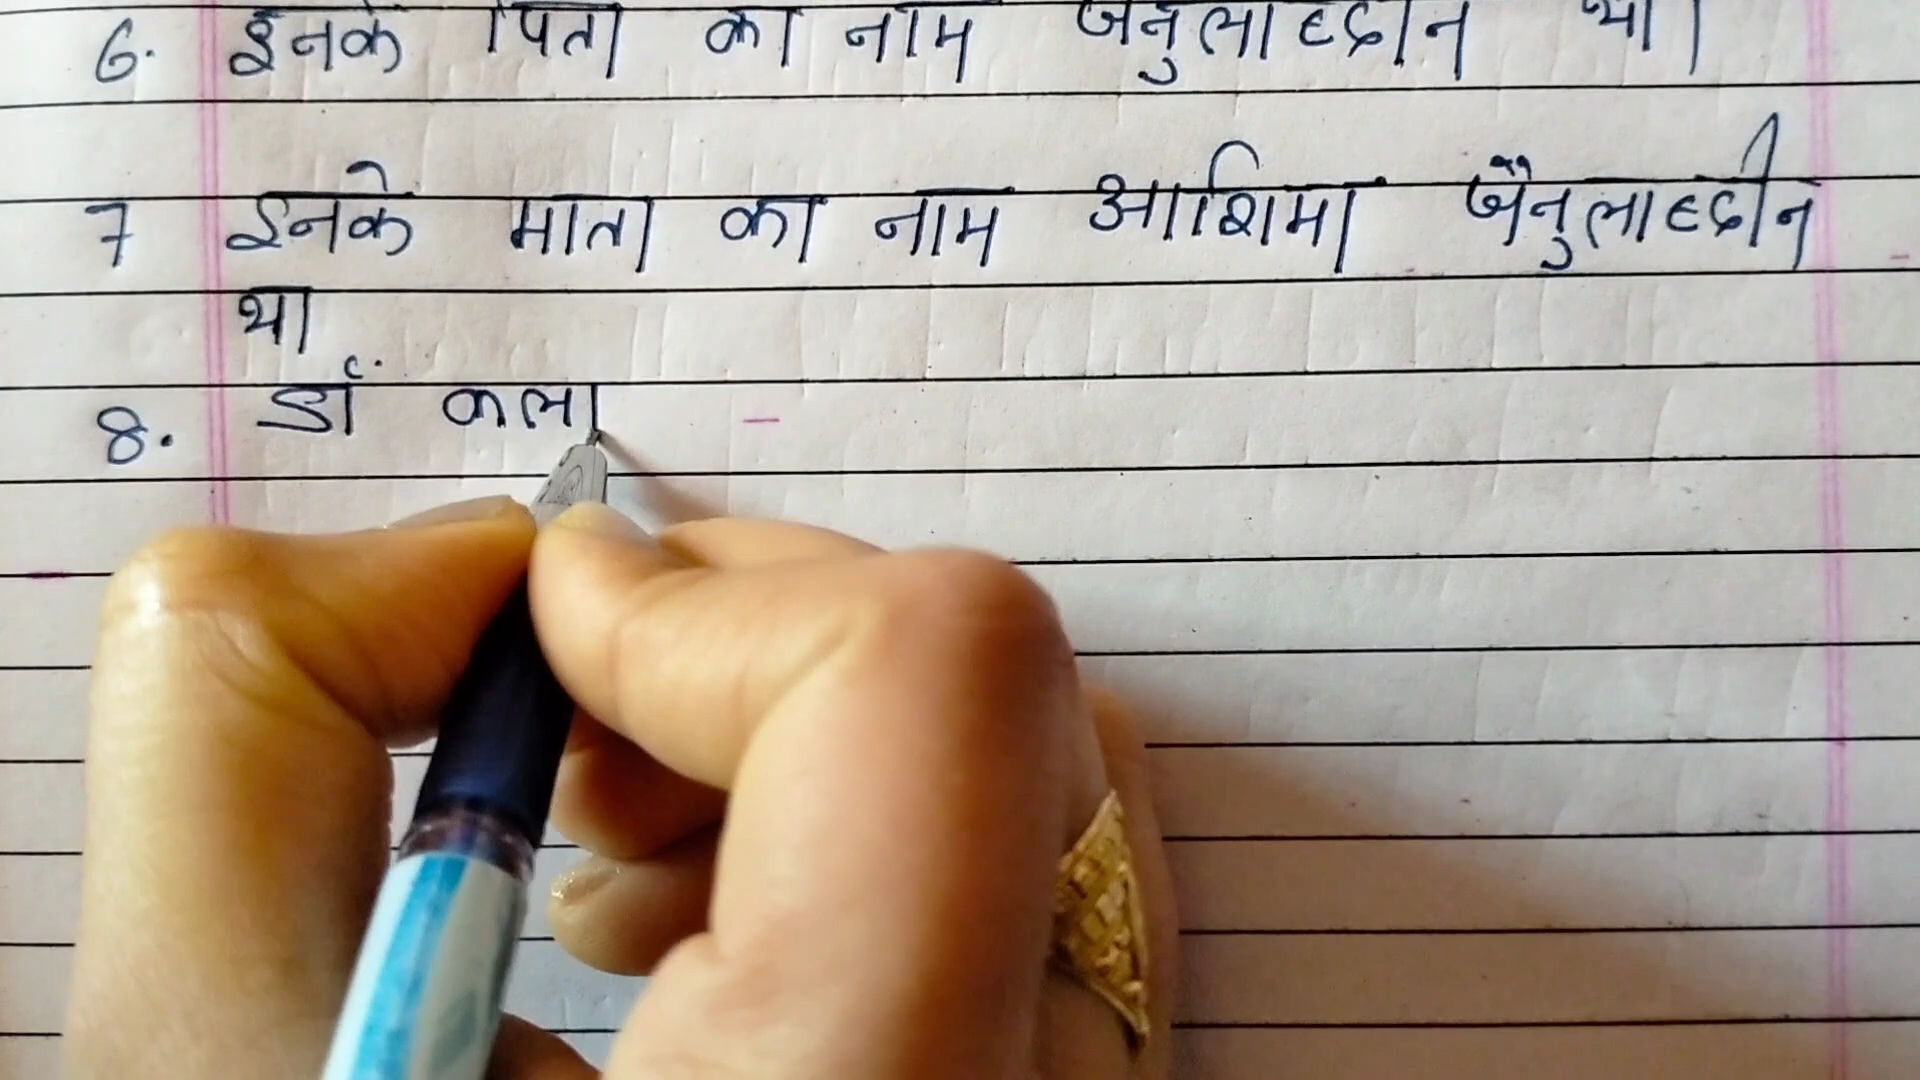 6. इनके पिता का नाम जैनुलाब्दीन था।
7 इनके माता का नाम आशिमा जैनुलाब्दीन
था
8. डॉ. कला